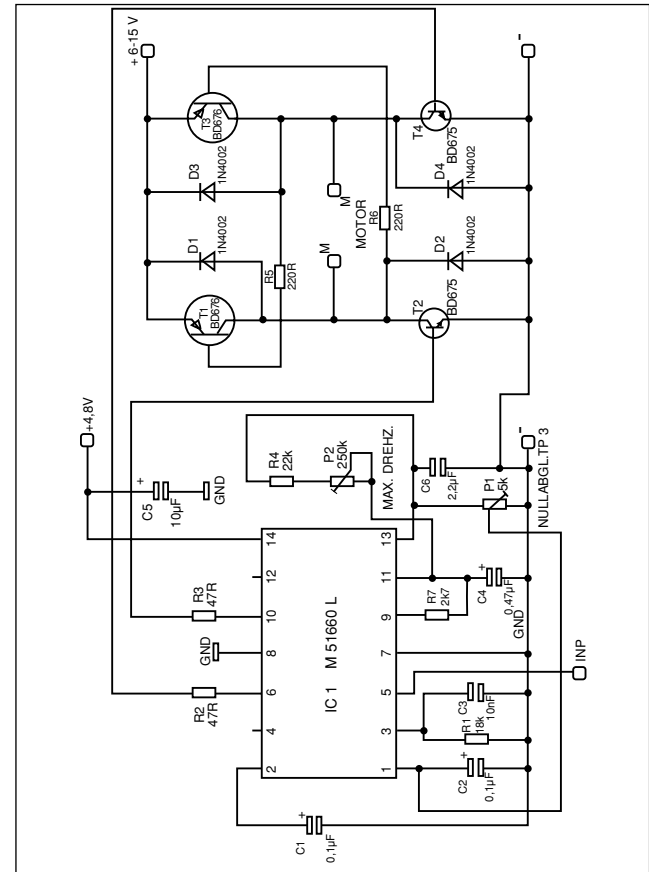 + 6-15 V
-
T3
BD676
D3
1N4002
D1
1N4002
T1
BD676
R5
220R
M
MOTOR
M
R6
220R
T4
BD675
D4
1N4002
D2
1N4002
T2
BD675
+4,8V
+
C5
10µF
GND
R4
22k
P2
250k
MAX. DREHZ.
C6
2,2µF
P1
5k
-
NULLABGL.TP 3
R3
47R
GND
R2
47R
14
12
10
8
6
4
2
IC 1 M 51660 L
13
11
9
7
5
3
1
R7
2k7
+
C4
0,47µF
GND
INP
C3
10nF
R1
18k
+
C2
0,1µF
+
C1
0,1µF